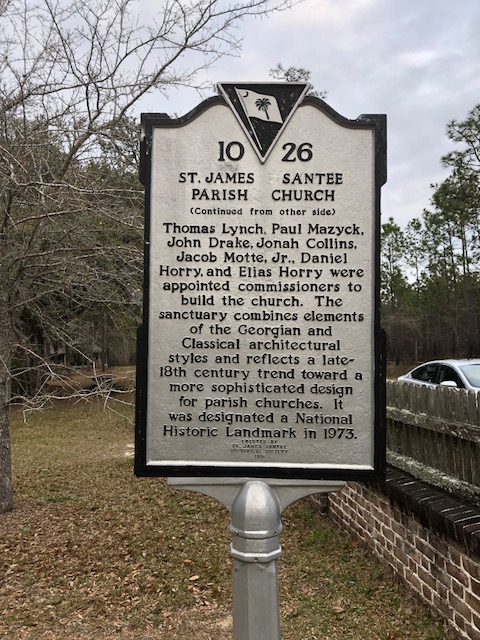 10 26
ST. JAMES SANTEE
PARISH CHURCH
(Continued from other side)
Thomas Lynch, Paul Mazyck,
John Drake, Jonah Collins,
Jacob Motte, Jr., Daniel
Horry, and Elias Horry were
appointed commissioners to
build the church. The
sanctuary combines elements
of the Georgian and
Classical architectural
styles and reflects a late-
18th century trend toward a
more sophisticated design
for parish churches. It
was designated a National
Historic Landmark in 1973.
ERECTED BY
ST. JAMES SANTEE
HISTORICAL SOCIETY